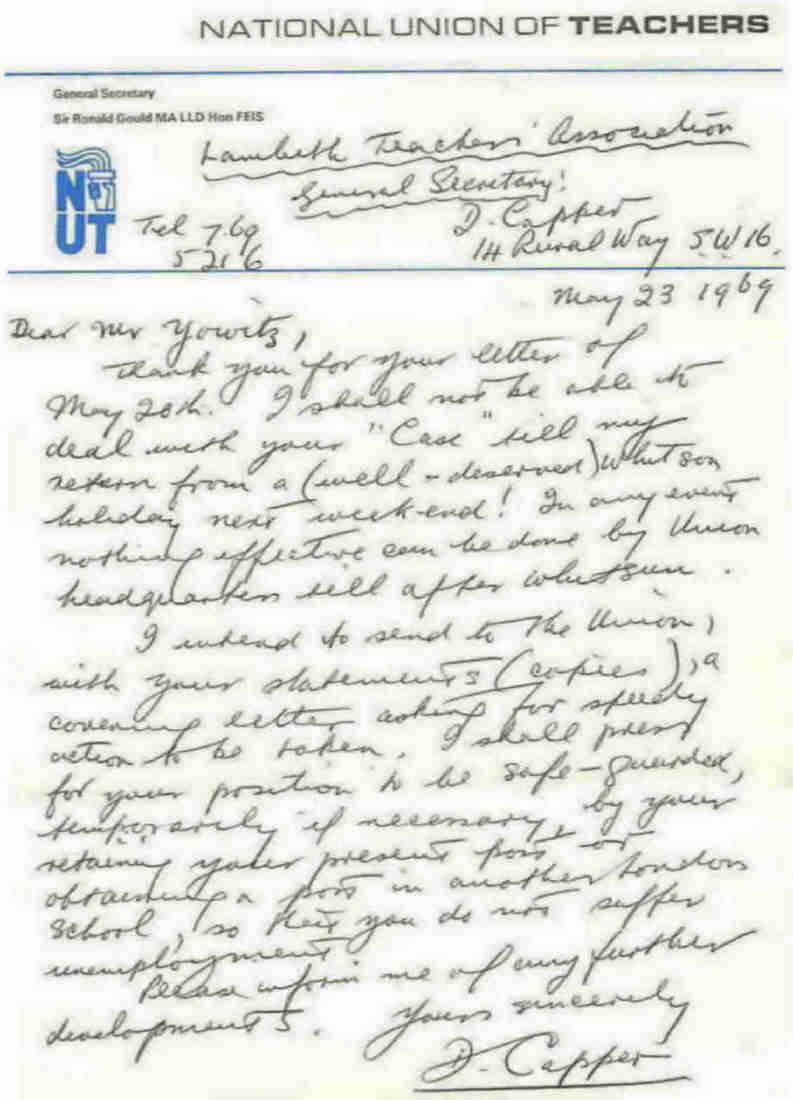 NATIONAL UNION OF TEACHERS
General Secretary
Sir Ronald Gould MA LLD Hon FEIS
Lambeth Teachers' Association
General Secretary:
NUT
D. Capper
Tel 769
14 Rural Way SW16.
5216
May 23 1969
Dear Mr Yowitz,
Thank you for your letter of
May 20th. I shall not be able to
deal with your "Case" till my
return from a (well-deserved) Whitsun
holiday next week-end! In any event
nothing effective can be done by Union
headquarters till after Whitsun.
I intend to send to the Union,
with your statements (copies), a
covering letter asking for speedy
action to be taken. I shall press
for your position to be safe-guarded,
temporarily if necessary, by your
retaining your present post or
obtaining a post in another London
School, so that you do not suffer
unemployment.
Please inform me of any further
developments.
Yours sincerely
D. Capper